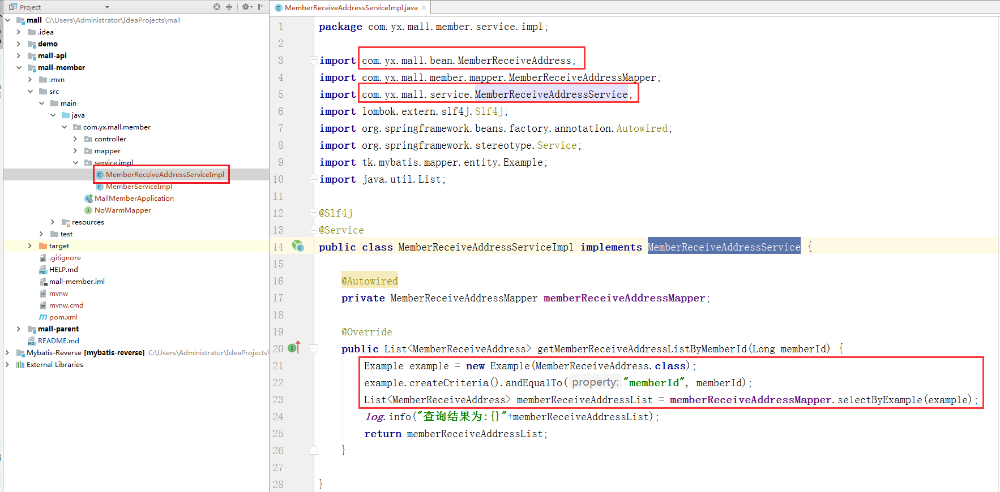 Project
mall C:\Users\Administrator\IdeaProjects\mall
.idea
demo
mall-api
mall-member
.mvn
src
main
java
com.yx.mall.member
controller
mapper
service.impl
MemberReceiveAddressServiceImpl
MemberServiceImpl
MallMemberApplication
NoWarmMapper
resources
test
target
.gitignore
HELP.md
mall-member.iml
mvnw
mvnw.cmd
pom.xml
mall-parent
README.md
Mybatis-Reverse [mybatis-reverse] C:\Users\Administrator\IdeaProjects\
External Libraries
MemberReceiveAddressServiceImpl.java
1 package com.yx.mall.member.service.impl;
2
3 import com.yx.mall.bean.MemberReceiveAddress;
4 import com.yx.mall.member.mapper.MemberReceiveAddressMapper;
5 import com.yx.mall.service.MemberReceiveAddressService;
6 import lombok.extern.slf4j.Slf4j;
7 import org.springframework.beans.factory.annotation.Autowired;
8 import org.springframework.stereotype.Service;
9 import tk.mybatis.mapper.entity.Example;
10 import java.util.List;
11
12 @Slf4j
13 @Service
14 public class MemberReceiveAddressServiceImpl implements MemberReceiveAddressService {
15
16 @Autowired
17 private MemberReceiveAddressMapper memberReceiveAddressMapper;
18
19 @Override
20 public List<MemberReceiveAddress> getMemberReceiveAddressListByMemberId(Long memberId) {
21 Example example = new Example(MemberReceiveAddress.class);
22 example.createCriteria().andEqualTo( property: "memberId", memberId);
23 List<MemberReceiveAddress> memberReceiveAddressList = memberReceiveAddressMapper.selectByExample(example);
24 log.info("查询结果为:{}"+memberReceiveAddressList);
25 return memberReceiveAddressList;
26 }
27
28 }